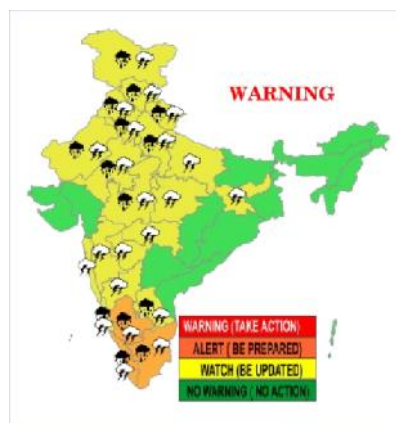 WARNING
WARNING (TAKE ACTION)
ALERT ( BE PREPARED)
WATCH (BE UPDATED)
NO WARNING ( NO ACTION)